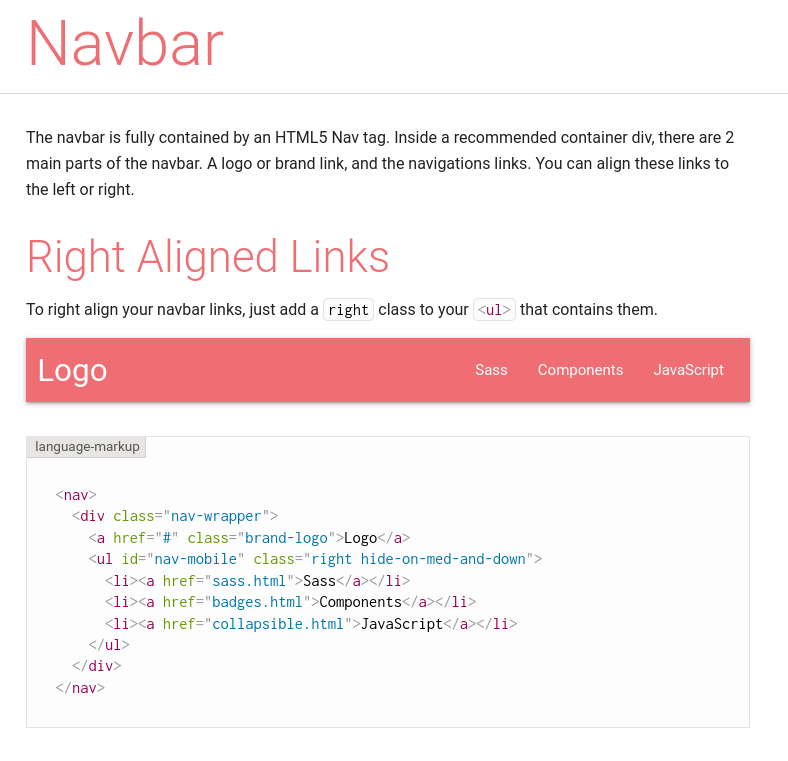 Navbar
The navbar is fully contained by an HTML5 Nav tag. Inside a recommended container div, there are 2
main parts of the navbar. A logo or brand link, and the navigations links. You can align these links to
the left or right.
Right Aligned Links
To right align your navbar links, just add a right class to your <ul> that contains them.
Logo Sass Components JavaScript
language-markup
<nav>
  <div class="nav-wrapper">
    <a href="#" class="brand-logo">Logo</a>
    <ul id="nav-mobile" class="right hide-on-med-and-down">
      <li><a href="sass.html">Sass</a></li>
      <li><a href="badges.html">Components</a></li>
      <li><a href="collapsible.html">JavaScript</a></li>
    </ul>
  </div>
</nav>